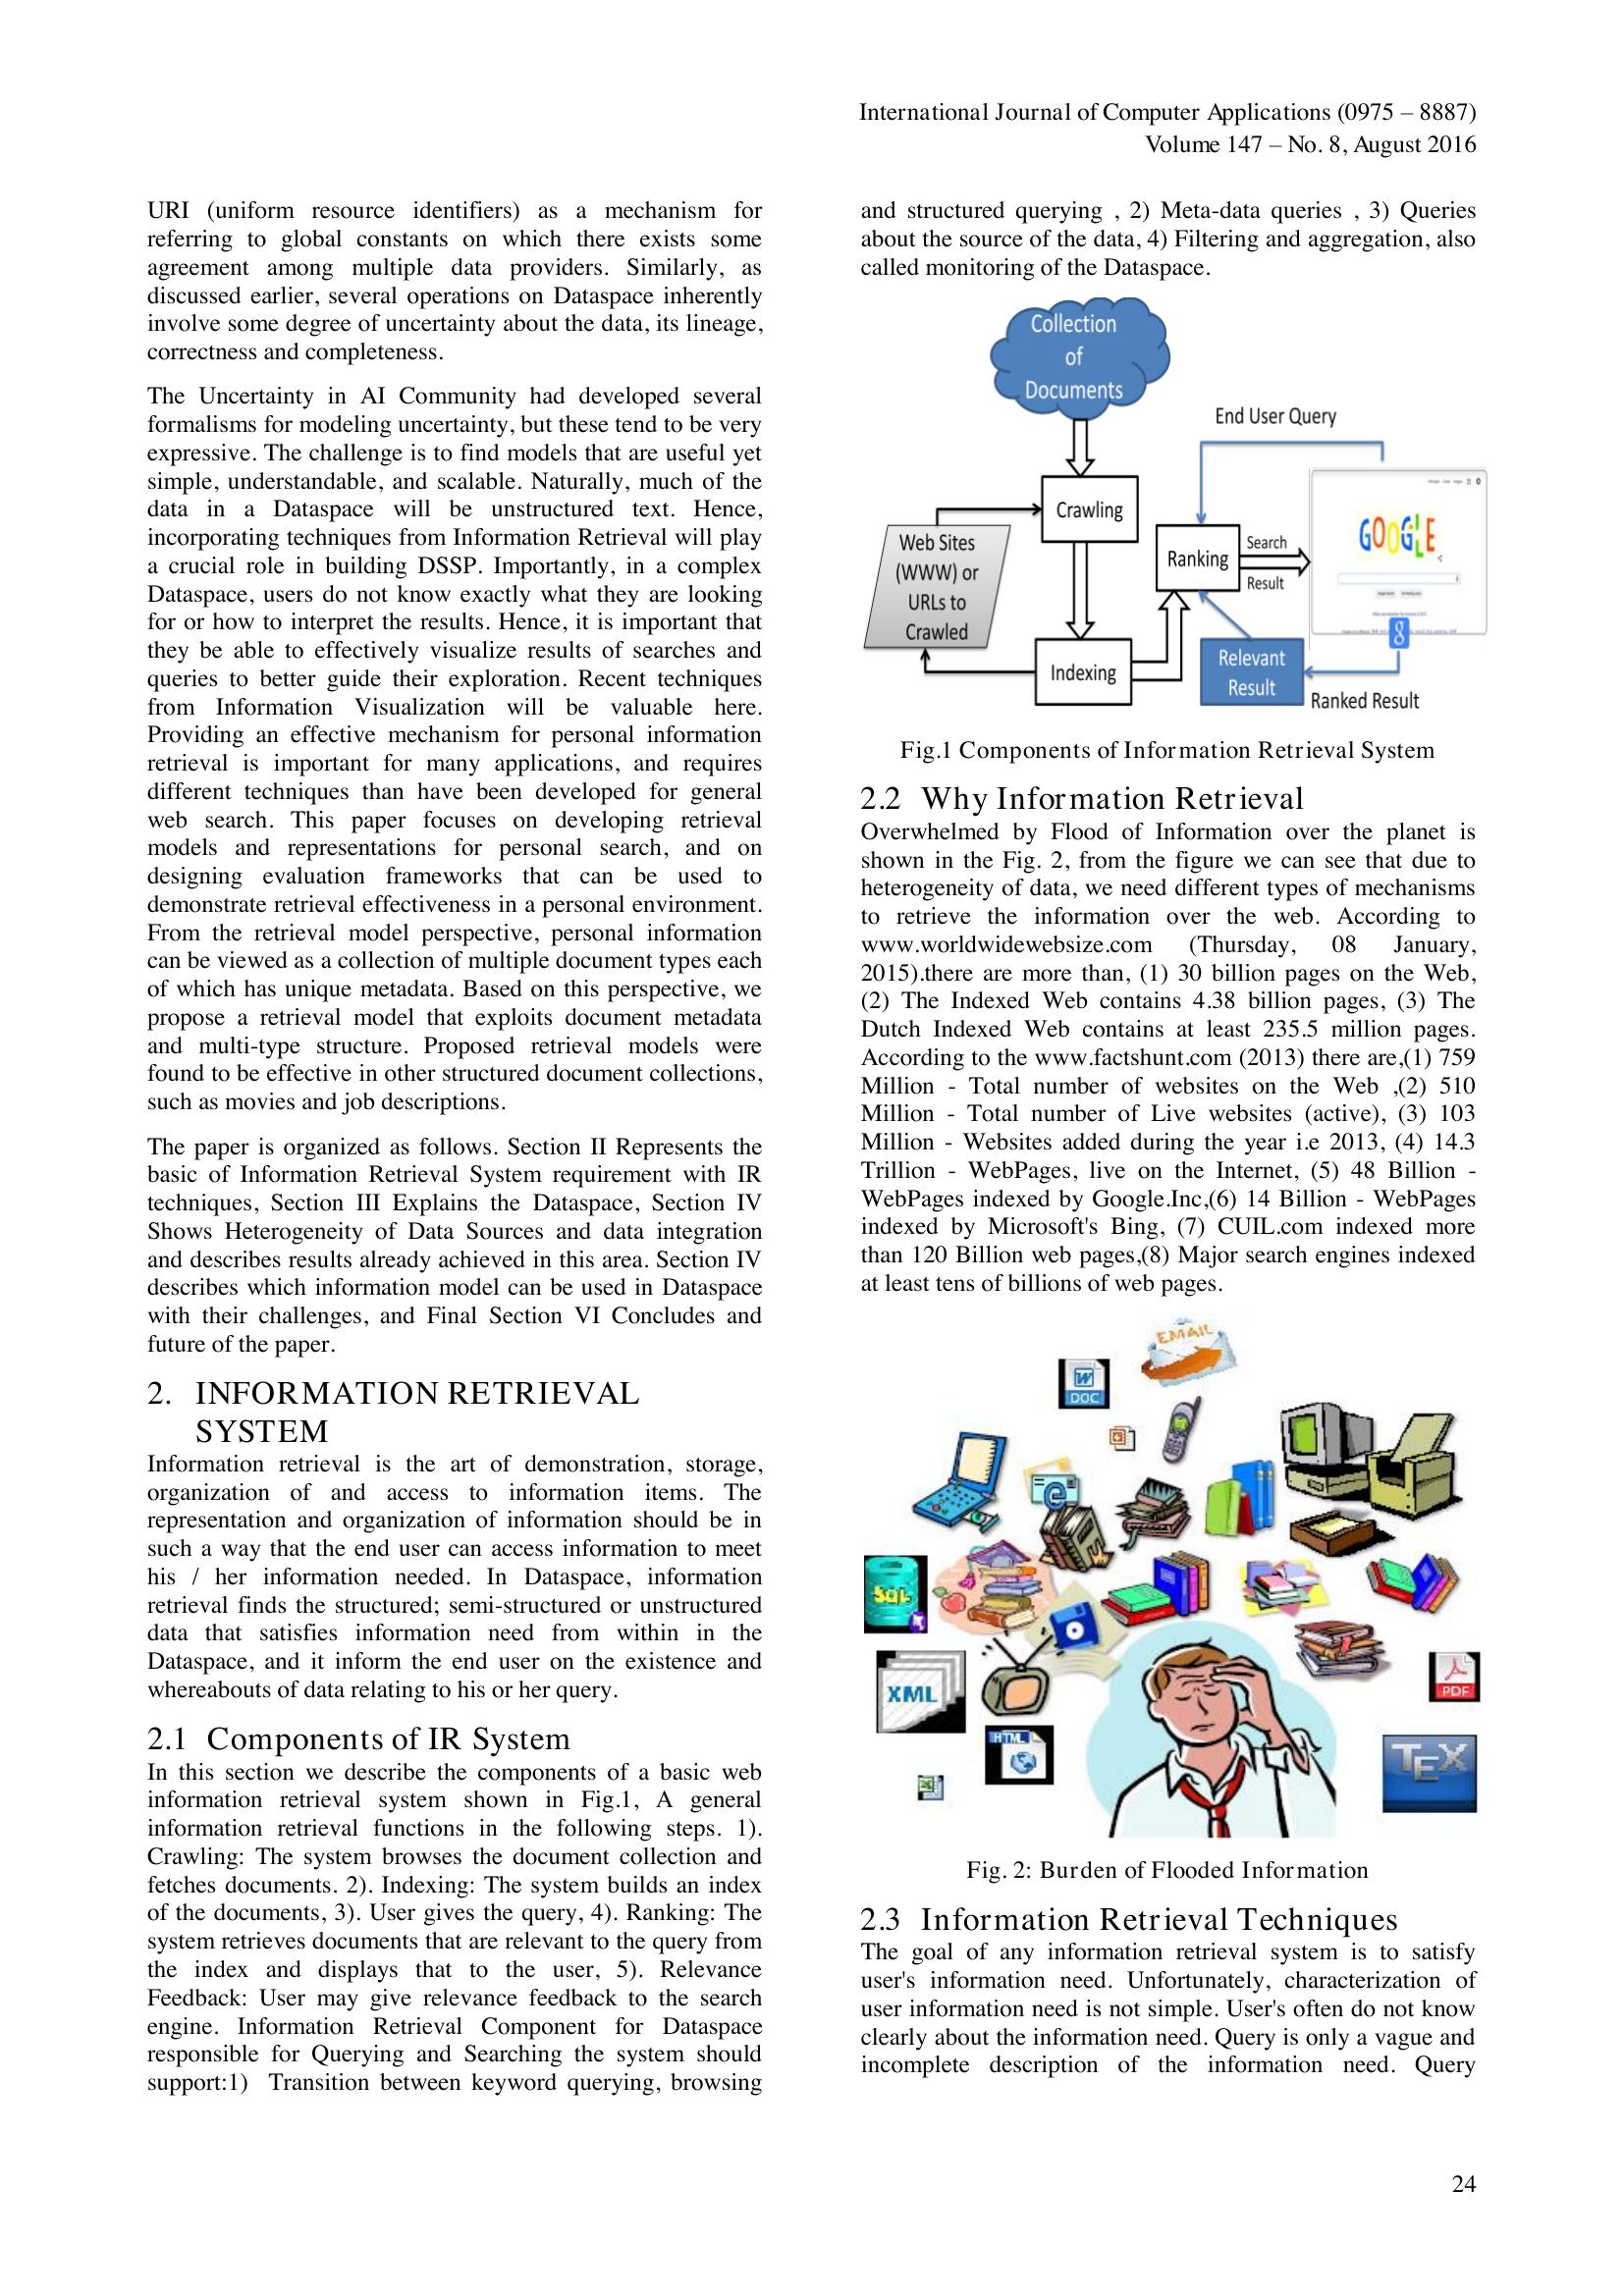 International Journal of Computer Applications (0975 – 8887)
Volume 147 – No. 8, August 2016
URI (uniform resource identifiers) as a mechanism for
referring to global constants on which there exists some
agreement among multiple data providers. Similarly, as
discussed earlier, several operations on Dataspace inherently
involve some degree of uncertainty about the data, its lineage,
correctness and completeness.
The Uncertainty in AI Community had developed several
formalisms for modeling uncertainty, but these tend to be very
expressive. The challenge is to find models that are useful yet
simple, understandable, and scalable. Naturally, much of the
data in a Dataspace will be unstructured text. Hence,
incorporating techniques from Information Retrieval will play
a crucial role in building DSSP. Importantly, in a complex
Dataspace, users do not know exactly what they are looking
for or how to interpret the results. Hence, it is important that
they be able to effectively visualize results of searches and
queries to better guide their exploration. Recent techniques
from Information Visualization will be valuable here.
Providing an effective mechanism for personal information
retrieval is important for many applications, and requires
different techniques than have been developed for general
web search. This paper focuses on developing retrieval
models and representations for personal search, and on
designing evaluation frameworks that can be used to
demonstrate retrieval effectiveness in a personal environment.
From the retrieval model perspective, personal information
can be viewed as a collection of multiple document types each
of which has unique metadata. Based on this perspective, we
propose a retrieval model that exploits document metadata
and multi-type structure. Proposed retrieval models were
found to be effective in other structured document collections,
such as movies and job descriptions.
The paper is organized as follows. Section II Represents the
basic of Information Retrieval System requirement with IR
techniques, Section III Explains the Dataspace, Section IV
Shows Heterogeneity of Data Sources and data integration
and describes results already achieved in this area. Section IV
describes which information model can be used in Dataspace
with their challenges, and Final Section VI Concludes and
future of the paper.
2. INFORMATION RETRIEVAL
SYSTEM
Information retrieval is the art of demonstration, storage,
organization of and access to information items. The
representation and organization of information should be in
such a way that the end user can access information to meet
his / her information needed. In Dataspace, information
retrieval finds the structured; semi-structured or unstructured
data that satisfies information need from within in the
Dataspace, and it inform the end user on the existence and
whereabouts of data relating to his or her query.
2.1 Components of IR System
In this section we describe the components of a basic web
information retrieval system shown in Fig.1, A general
information retrieval functions in the following steps. 1).
Crawling: The system browses the document collection and
fetches documents. 2). Indexing: The system builds an index
of the documents, 3). User gives the query, 4). Ranking: The
system retrieves documents that are relevant to the query from
the index and displays that to the user, 5). Relevance
Feedback: User may give relevance feedback to the search
engine. Information Retrieval Component for Dataspace
responsible for Querying and Searching the system should
support:1) Transition between keyword querying, browsing
and structured querying , 2) Meta-data queries , 3) Queries
about the source of the data, 4) Filtering and aggregation, also
called monitoring of the Dataspace.
Collection
of
Documents
End User Query
Crawling
Web Sites
(WWW) or
URLs to
Crawled
Ranking
Search
Result
GOOGLE
g
Indexing
Relevant
Result
Ranked Result
Fig.1 Components of Information Retrieval System
2.2 Why Information Retrieval
Overwhelmed by Flood of Information over the planet is
shown in the Fig. 2, from the figure we can see that due to
heterogeneity of data, we need different types of mechanisms
to retrieve the information over the web. According to
www.worldwidewebsize.com (Thursday, 08 January,
2015).there are more than, (1) 30 billion pages on the Web,
(2) The Indexed Web contains 4.38 billion pages, (3) The
Dutch Indexed Web contains at least 235.5 million pages.
According to the www.factshunt.com (2013) there are,(1) 759
Million - Total number of websites on the Web ,(2) 510
Million - Total number of Live websites (active), (3) 103
Million - Websites added during the year i.e 2013, (4) 14.3
Trillion - WebPages, live on the Internet, (5) 48 Billion -
WebPages indexed by Google.Inc,(6) 14 Billion - WebPages
indexed by Microsoft's Bing, (7) CUIL.com indexed more
than 120 Billion web pages,(8) Major search engines indexed
at least tens of billions of web pages.
EMAIL
W
DOC
e
SQL
XML
HTML
PDF
TEX
Fig. 2: Burden of Flooded Information
2.3 Information Retrieval Techniques
The goal of any information retrieval system is to satisfy
user's information need. Unfortunately, characterization of
user information need is not simple. User's often do not know
clearly about the information need. Query is only a vague and
incomplete description of the information need. Query
24